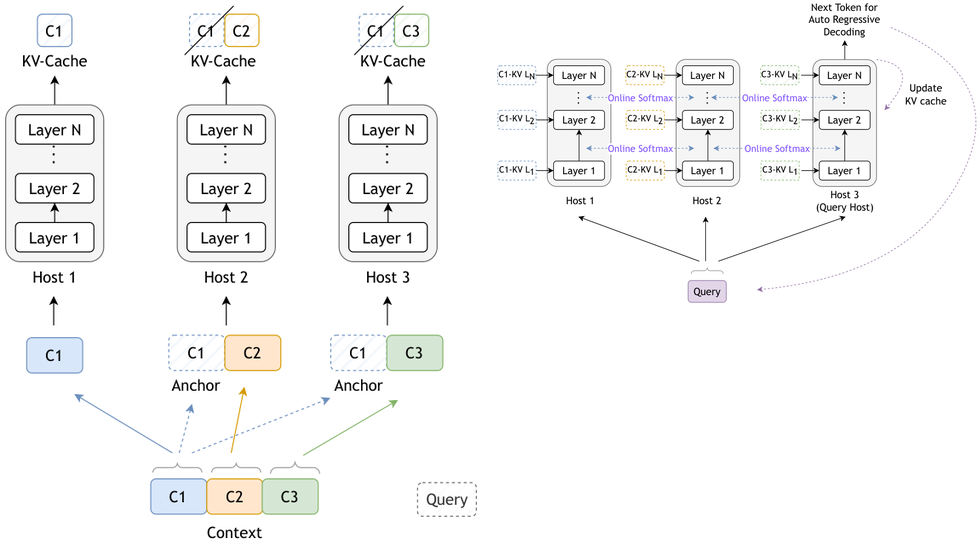 C1
C1 C2
C1 C3
KV-Cache
KV-Cache
KV-Cache
Layer N
Layer N
Layer N
Layer 2
Layer 2
Layer 2
Layer 1
Layer 1
Layer 1
Host 1
Host 2
Host 3
C1
C1 C2
C1 C3
Anchor
Anchor
C1 C2 C3
Context
Query
Next Token for
Auto Regressive
Decoding
C1-KV LN
Layer N
C2-KV LN
Layer N
C3-KV LN
Layer N
Update
KV cache
Online Softmax
Online Softmax
C1-KV L2
Layer 2
C2-KV L2
Layer 2
C3-KV L2
Layer 2
Online Softmax
Online Softmax
C1-KV L1
Layer 1
C2-KV L1
Layer 1
C3-KV L1
Layer 1
Host 1
Host 2
Host 3
(Query Host)
Query